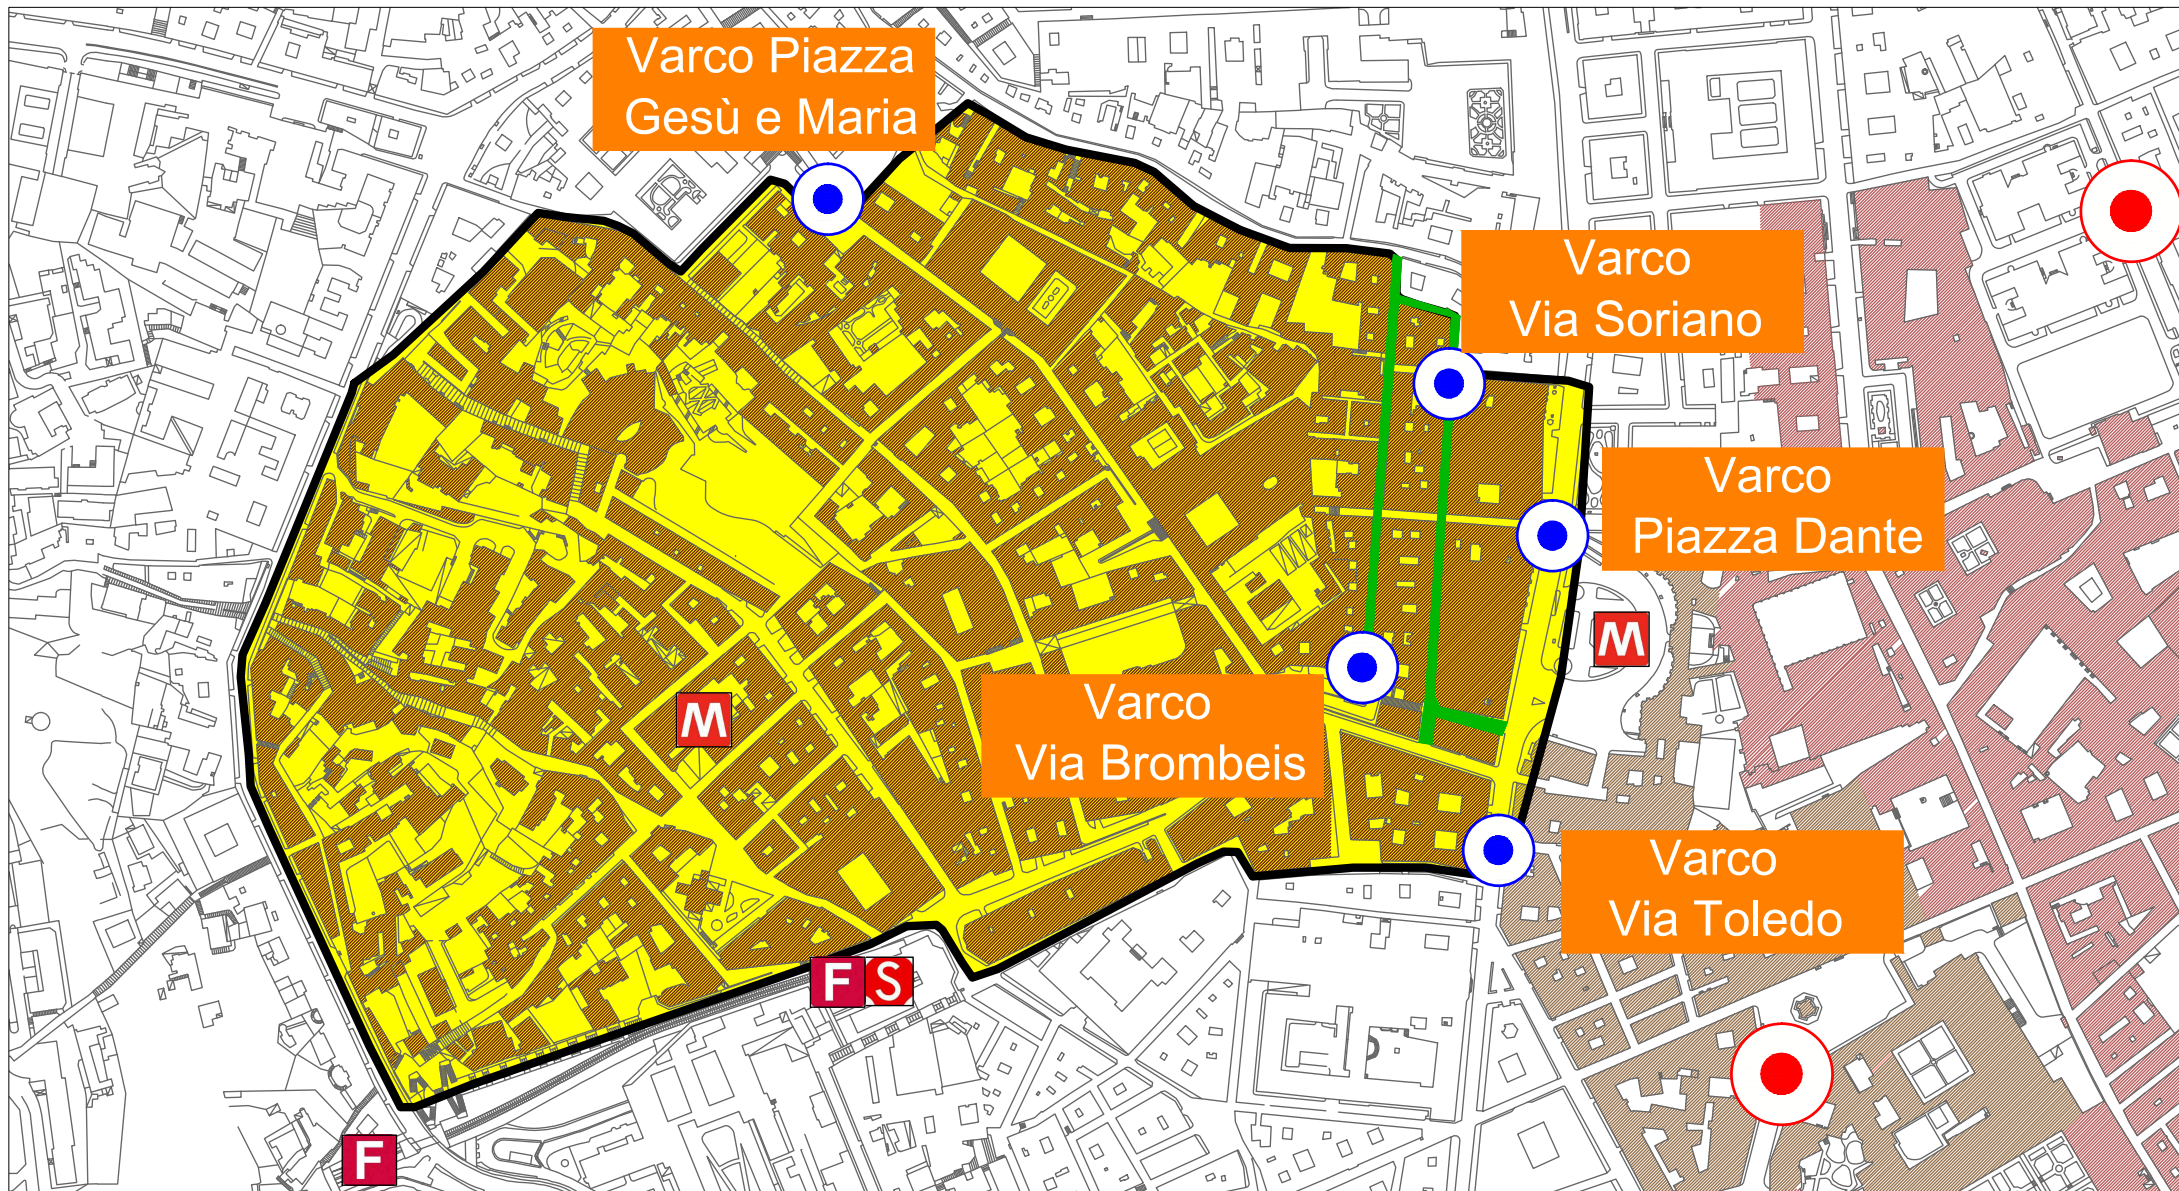 Varco Piazza
Gesù e Maria
Varco
Via Soriano
Varco
Piazza Dante
M
M
Varco
Via Brombeis
Varco
Via Toledo
F S
F